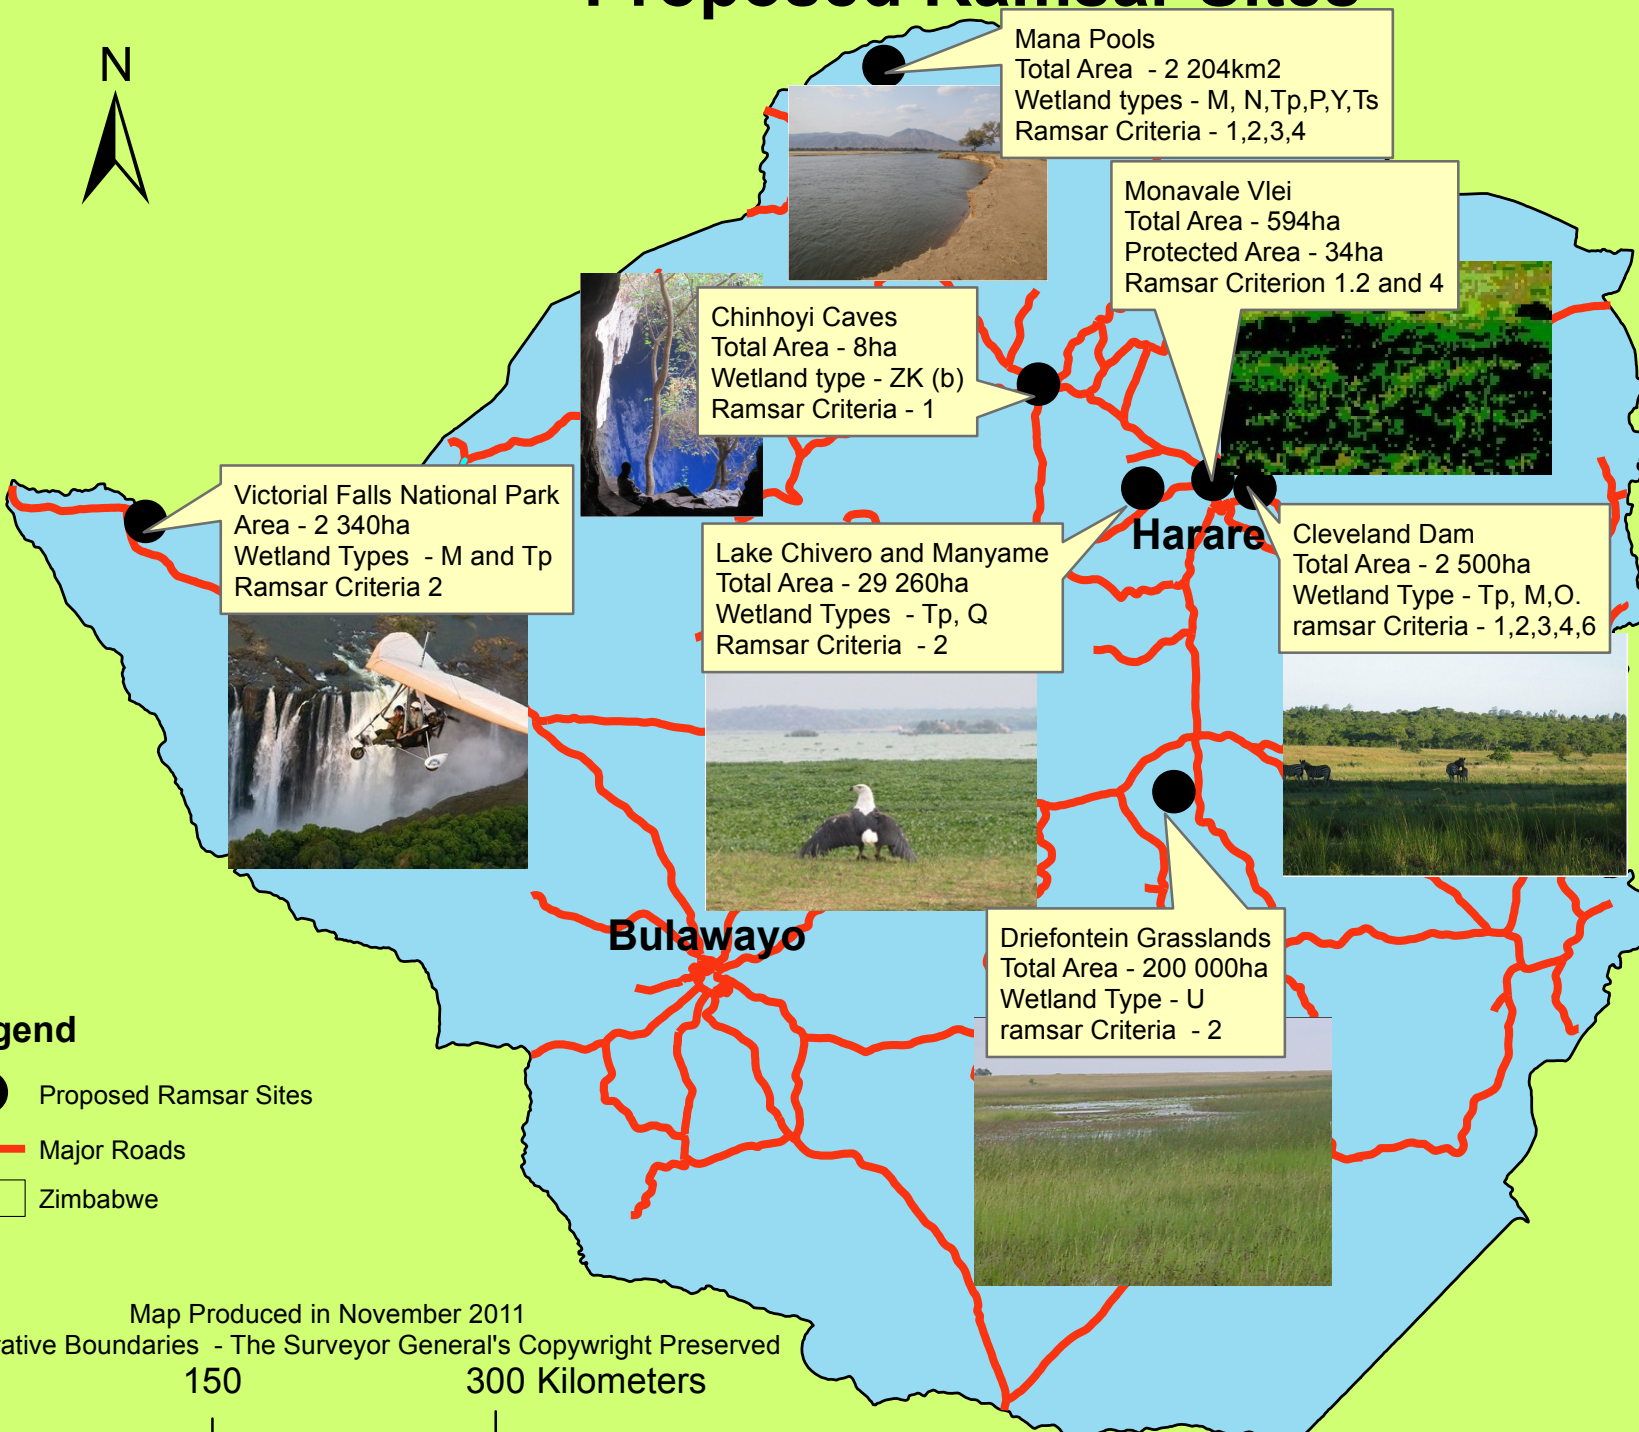 Proposed Ramsar Sites
N
Mana Pools
Total Area - 2 204km2
Wetland types - M, N,Tp,P,Y,Ts
Ramsar Criteria - 1,2,3,4
Monavale Vlei
Total Area - 594ha
Protected Area - 34ha
Ramsar Criterion 1.2 and 4
Chinhoyi Caves
Total Area - 8ha
Wetland type - ZK (b)
Ramsar Criteria - 1
Victorial Falls National Park
Area - 2 340ha
Wetland Types - M and Tp
Ramsar Criteria 2
Lake Chivero and Manyame
Total Area - 29 260ha
Wetland Types - Tp, Q
Ramsar Criteria - 2
Harare
Cleveland Dam
Total Area - 2 500ha
Wetland Type - Tp, M,O.
ramsar Criteria - 1,2,3,4,6
Bulawayo
Driefontein Grasslands
Total Area - 200 000ha
Wetland Type - U
ramsar Criteria - 2
gend
Proposed Ramsar Sites
Major Roads
Zimbabwe
Map Produced in November 2011
ative Boundaries - The Surveyor General's Copywright Preserved
150 300 Kilometers